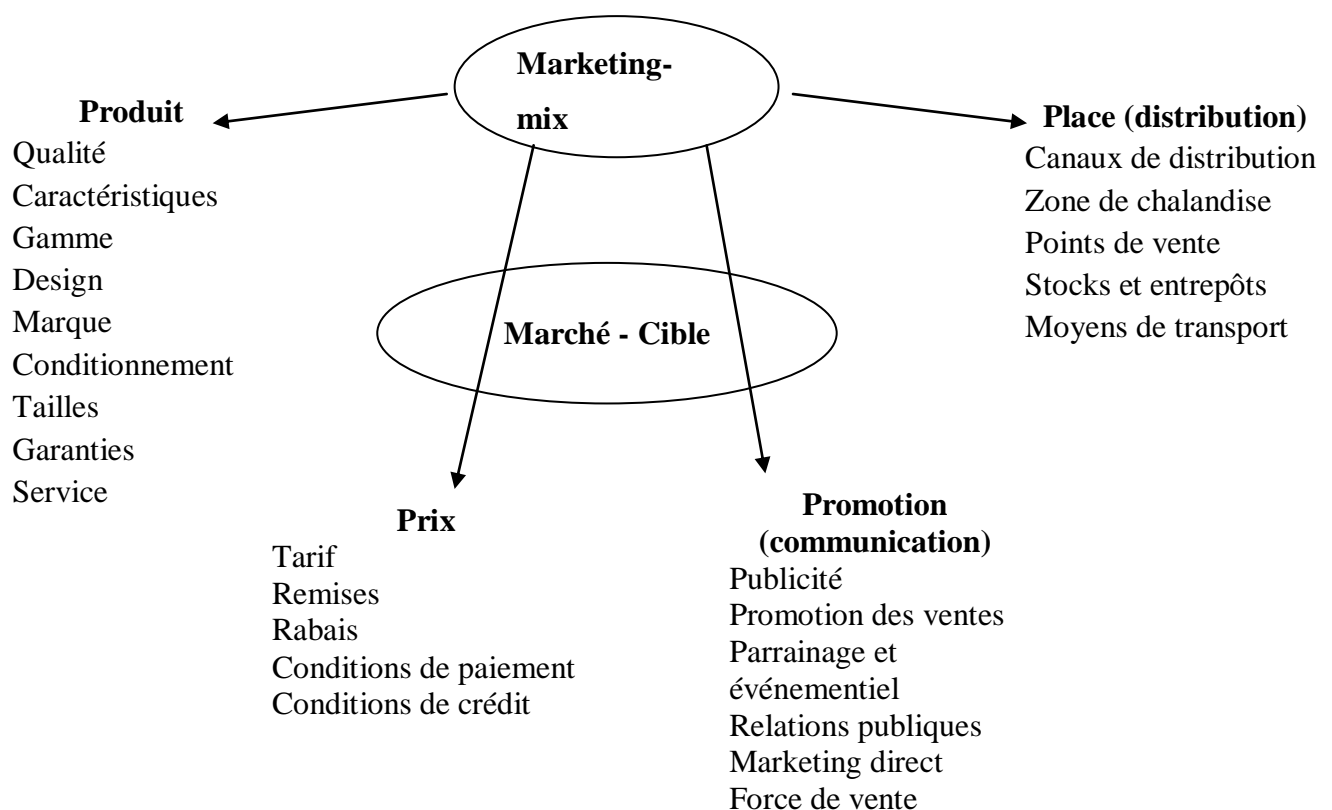 Marketing-
mix
Produit
Qualité
Caractéristiques
Gamme
Design
Marque
Conditionnement
Tailles
Garanties
Service
Place (distribution)
Canaux de distribution
Zone de chalandise
Points de vente
Stocks et entrepôts
Moyens de transport
Marché - Cible
Prix
Tarif
Remises
Rabais
Conditions de paiement
Conditions de crédit
Promotion
(communication)
Publicité
Promotion des ventes
Parrainage et
événementiel
Relations publiques
Marketing direct
Force de vente